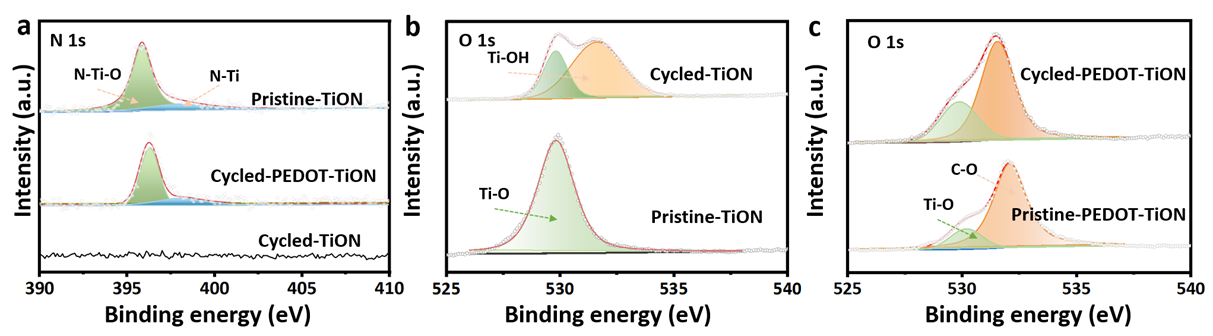 a
N 1s
N-Ti-O
N-Ti
Pristine-TiON
Cycled-PEDOT-TiON
Cycled-TiON
Intensity (a.u.)
390 395 400 405 410
Binding energy (eV)
b
O 1s
Ti-OH
Cycled-TiON
Ti-O
Pristine-TiON
Intensity (a.u.)
525 530 535 540
Binding energy (eV)
c
O 1s
Cycled-PEDOT-TiON
C-O
Ti-O
Pristine-PEDOT-TiON
Intensity (a.u.)
525 530 535 540
Binding energy (eV)